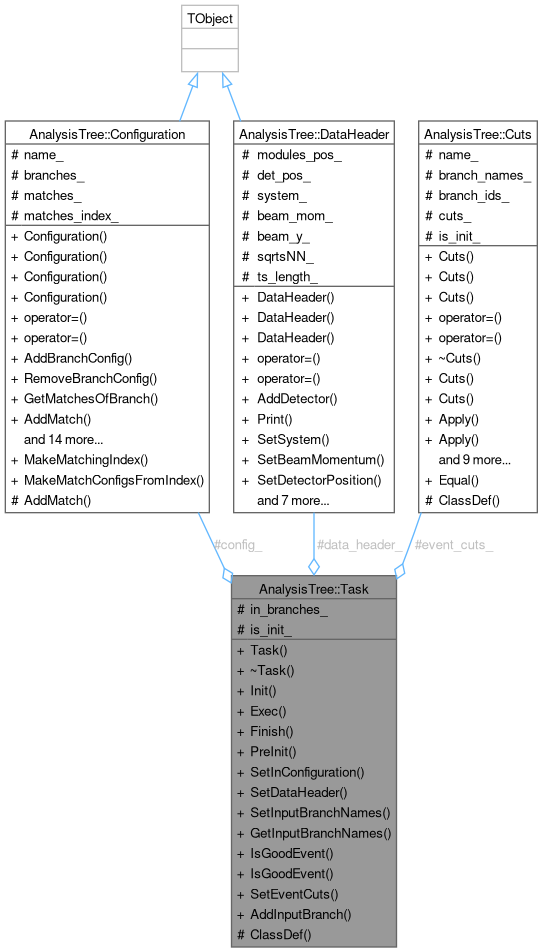 TObject
AnalysisTree::Configuration
# name_
# branches_
# matches_
# matches_index_
+ Configuration()
+ Configuration()
+ Configuration()
+ Configuration()
+ operator=()
+ operator=()
+ AddBranchConfig()
+ RemoveBranchConfig()
+ GetMatchesOfBranch()
+ AddMatch()
and 14 more...
+ MakeMatchingIndex()
+ MakeMatchConfigsFromIndex()
# AddMatch()
AnalysisTree::DataHeader
# modules_pos_
# det_pos_
# system_
# beam_mom_
# beam_y_
# sqrtsNN_
# ts_length_
+ DataHeader()
+ DataHeader()
+ DataHeader()
+ operator=()
+ operator=()
+ AddDetector()
+ Print()
+ SetSystem()
+ SetBeamMomentum()
+ SetDetectorPosition()
and 7 more...
AnalysisTree::Cuts
# name_
# branch_names_
# branch_ids_
# cuts_
# is_init_
+ Cuts()
+ Cuts()
+ Cuts()
+ operator=()
+ operator=()
+ ~Cuts()
+ Cuts()
+ Cuts()
+ Apply()
+ Apply()
and 9 more...
+ Equal()
# ClassDef()
#config_
#data_header_
#event_cuts_
AnalysisTree::Task
# in_branches_
# is_init_
+ Task()
+ ~Task()
+ Init()
+ Exec()
+ Finish()
+ PreInit()
+ SetInConfiguration()
+ SetDataHeader()
+ SetInputBranchNames()
+ GetInputBranchNames()
+ IsGoodEvent()
+ IsGoodEvent()
+ SetEventCuts()
+ AddInputBranch()
# ClassDef()